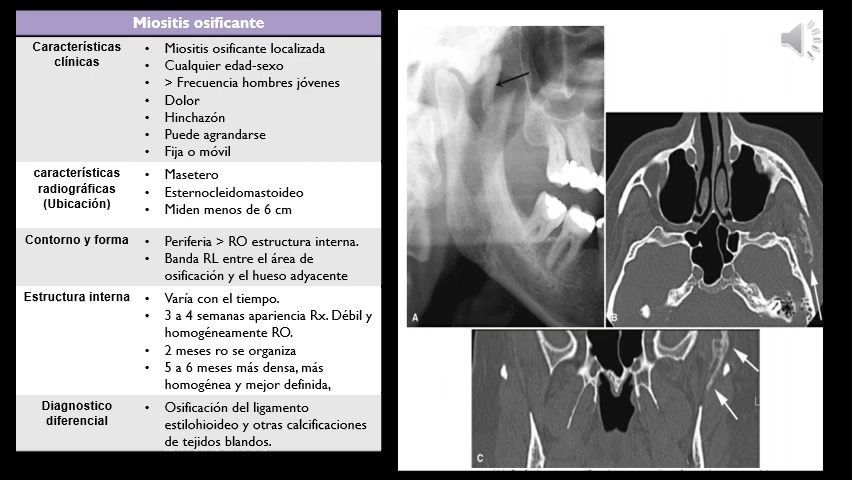 Miositis osificante
Características
clínicas
• Miositis osificante localizada
• Cualquier edad-sexo
• > Frecuencia hombres jóvenes
• Dolor
• Hinchazón
• Puede agrandarse
• Fija o móvil
características
radiográficas
(Ubicación)
• Masetero
• Esternocleidomastoideo
• Miden menos de 6 cm
Contorno y forma
• Periferia > RO estructura interna.
• Banda RL entre el área de
osificación y el hueso adyacente
Estructura interna
• Varía con el tiempo.
• 3 a 4 semanas apariencia Rx. Débil y
homogéneamente RO.
• 2 meses ro se organiza
• 5 a 6 meses más densa, más
homogénea y mejor definida,
Diagnostico
diferencial
• Osificación del ligamento
estilohioideo y otras calcificaciones
de tejidos blandos.
A
B
C
L